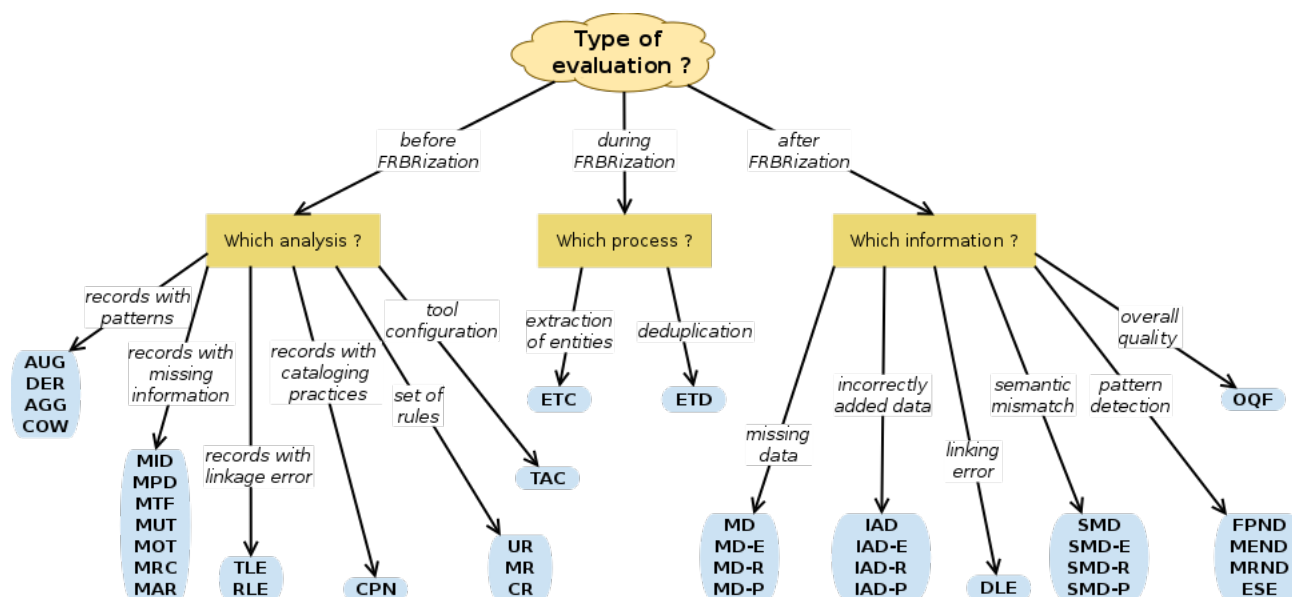 Type of
evaluation ?
before
FRBRization
during
FRBRization
after
FRBRization
Which analysis ?
Which process ?
Which information ?
records with
patterns
records with
missing
information
records with
linkage error
records with
cataloging
practices
set of
rules
tool
configuration
extraction
of entities
deduplication
missing
data
incorrectly
added data
linking
error
semantic
mismatch
pattern
detection
overall
quality
AUG
DER
AGG
COW
MID
MPD
MTF
MUT
MOT
MRC
MAR
TLE
RLE
CPN
UR
MR
CR
TAC
ETC
ETD
MD
MD-E
MD-R
MD-P
IAD
IAD-E
IAD-R
IAD-P
DLE
SMD
SMD-E
SMD-R
SMD-P
FPND
MEND
MRND
ESE
OQF